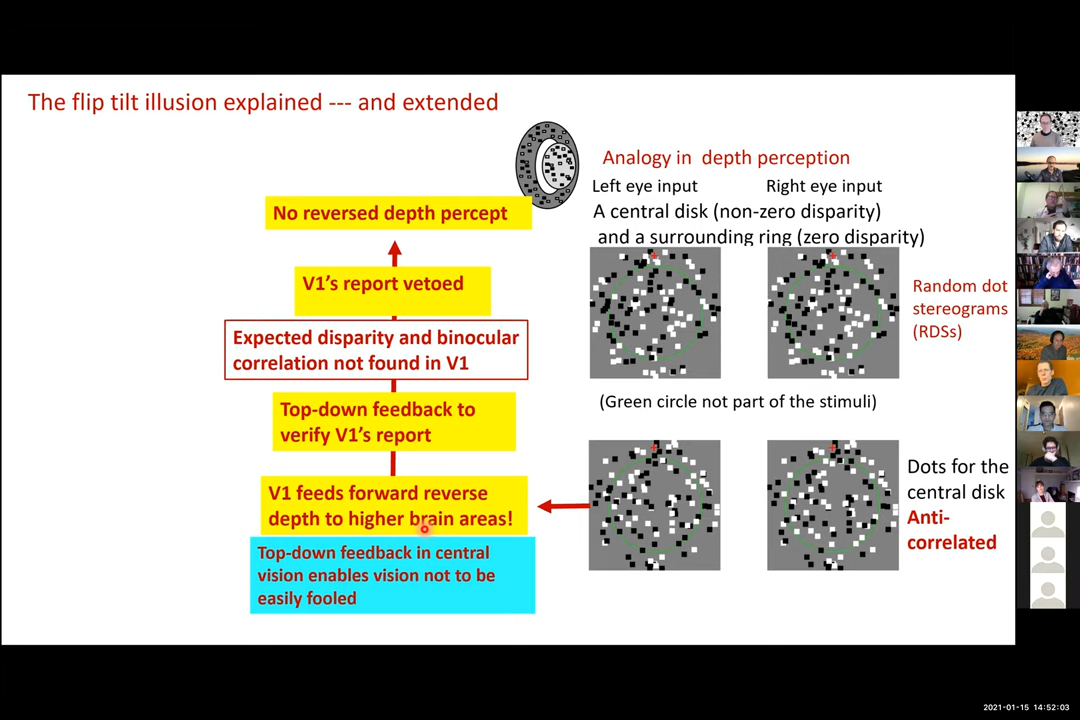 The flip tilt illusion explained --- and extended
Analogy in depth perception
Left eye input
Right eye input
A central disk (non-zero disparity)
and a surrounding ring (zero disparity)
No reversed depth percept
V1's report vetoed
Expected disparity and binocular
correlation not found in V1
Top-down feedback to
verify V1's report
V1 feeds forward reverse
depth to higher brain areas!
Top-down feedback in central
vision enables vision not to be
easily fooled
Random dot
stereograms
(RDSs)
(Green circle not part of the stimuli)
Dots for the
central disk
Anti-
correlated
2021-01-15 14:52:03